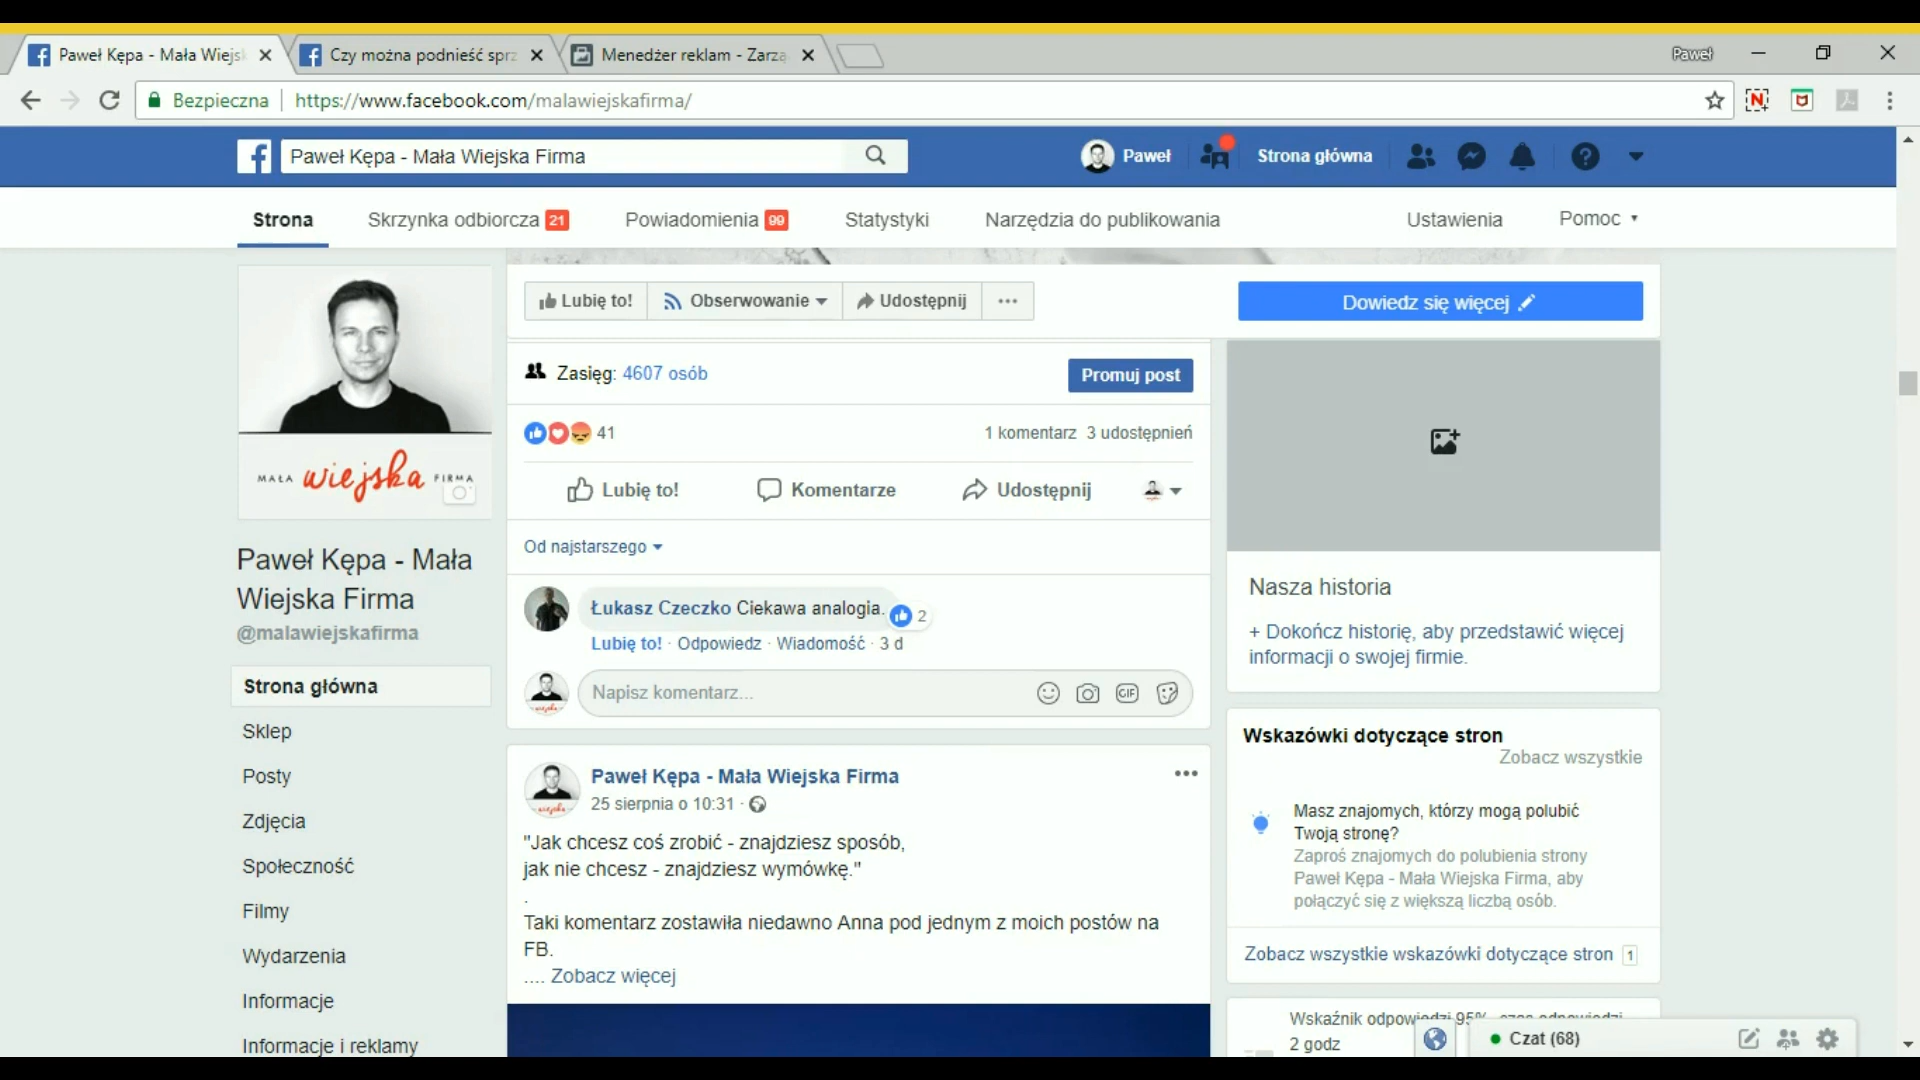 Paweł Kępa - Mała Wiejs
Czy można podnieść sprz
Menedżer reklam - Zarzą
Paweł
Bezpieczna
https://www.facebook.com/malawiejskafirma/
Paweł Kępa - Mała Wiejska Firma
Paweł
Strona główna
Strona
Skrzynka odbiorcza 21
Powiadomienia 99
Statystyki
Narzędzia do publikowania
Ustawienia
Pomoc
MAŁA wiejska FIRMA
Paweł Kępa - Mała
Wiejska Firma
@malawiejskafirma
Strona główna
Sklep
Posty
Zdjęcia
Społeczność
Filmy
Wydarzenia
Informacje
Informacje i reklamy
Lubię to!
Obserwowanie
Udostępnij
Dowiedz się więcej
Zasięg: 4607 osób
Promuj post
41
1 komentarz 3 udostępnień
Lubię to!
Komentarze
Udostępnij
Od najstarszego
Łukasz Czeczko Ciekawa analogia.
2
Lubię to! · Odpowiedz · Wiadomość · 3 d
Napisz komentarz...
GIF
Paweł Kępa - Mała Wiejska Firma
25 sierpnia o 10:31 ·
"Jak chcesz coś zrobić - znajdziesz sposób,
jak nie chcesz - znajdziesz wymówkę."
.
Taki komentarz zostawiła niedawno Anna pod jednym z moich postów na
FB.
.... Zobacz więcej
Nasza historia
+ Dokończ historię, aby przedstawić więcej
informacji o swojej firmie.
Wskazówki dotyczące stron
Zobacz wszystkie
Masz znajomych, którzy mogą polubić
Twoją stronę?
Zaproś znajomych do polubienia strony
Paweł Kępa - Mała Wiejska Firma, aby
połączyć się z większą liczbą osób.
Zobacz wszystkie wskazówki dotyczące stron 1
Wskaźnik odpowiedzi 95%, czas odpowiedzi
2 godz
Czat (68)